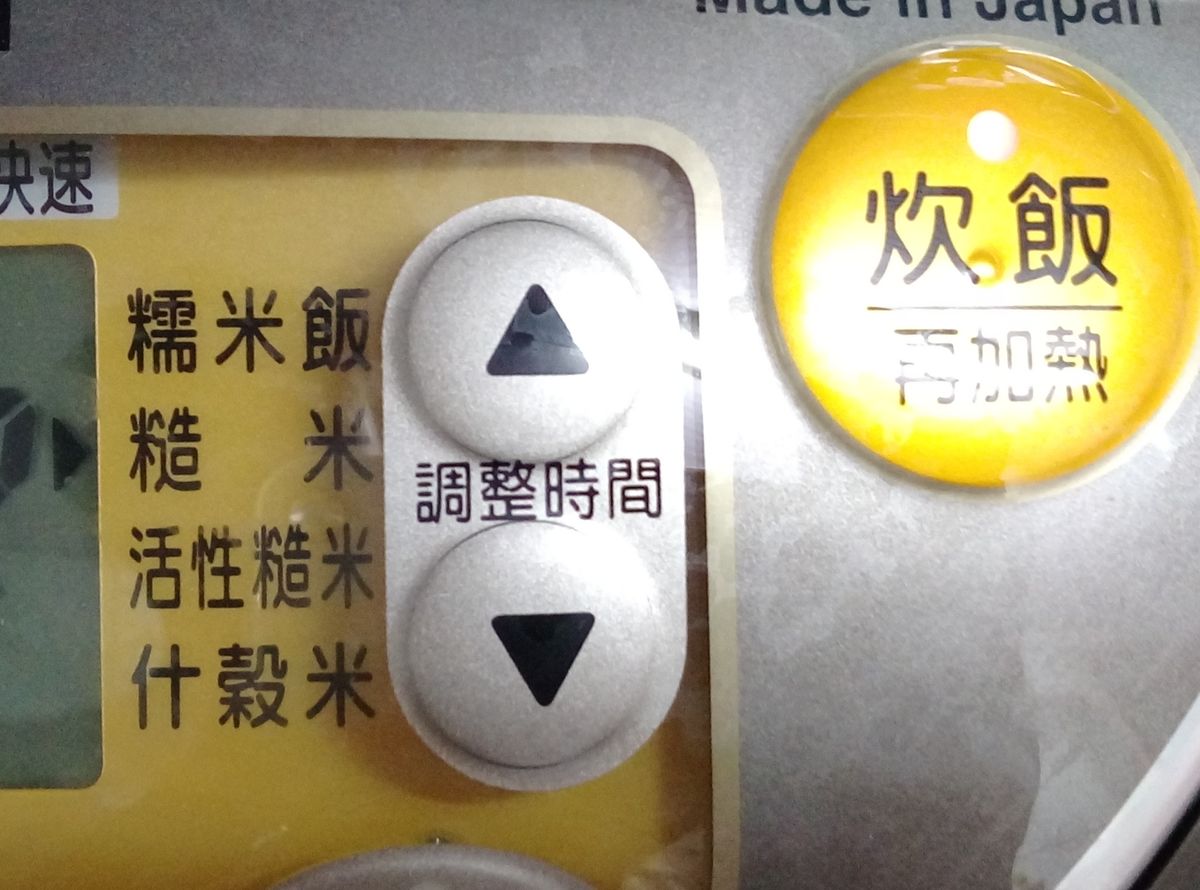 Made in Japan
快速
炊飯
再加熱
糯米飯
糙米
活性糙米
什穀米
調整時間